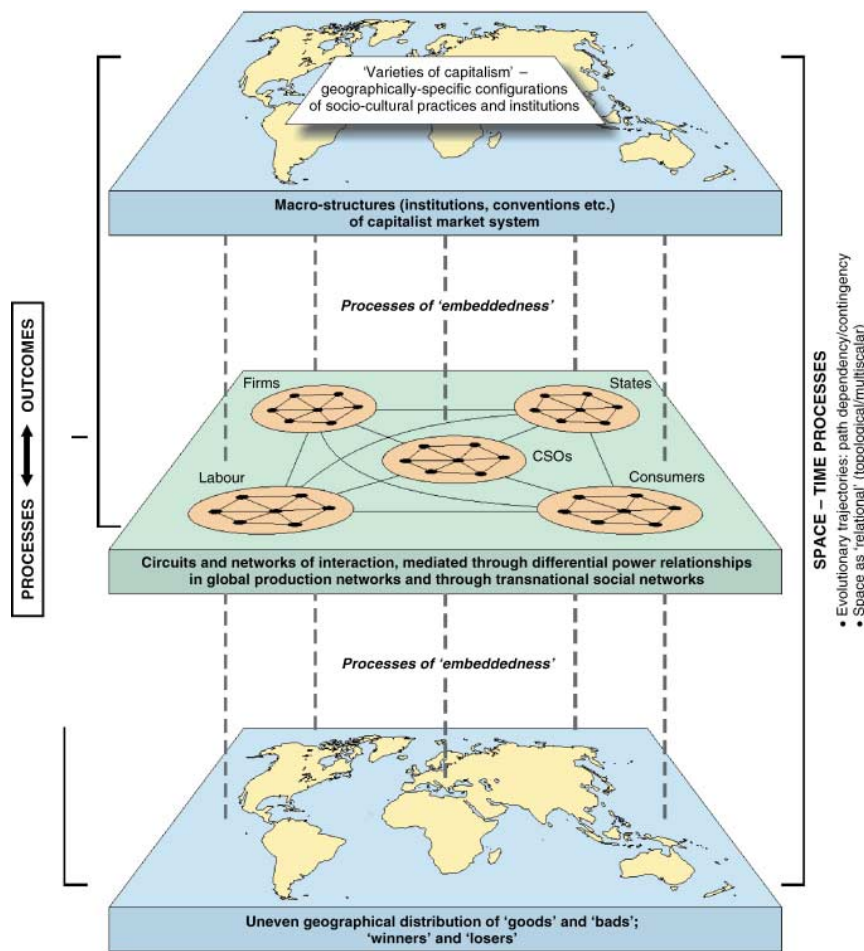 'Varieties of capitalism' –
geographically-specific configurations
of socio-cultural practices and institutions
Macro-structures (institutions, conventions etc.)
of capitalist market system
Processes of 'embeddedness'
Firms
States
CSOs
Labour
Consumers
Circuits and networks of interaction, mediated through differential power relationships
in global production networks and through transnational social networks
Processes of 'embeddedness'
Uneven geographical distribution of 'goods' and 'bads';
'winners' and 'losers'
PROCESSES ↔ OUTCOMES
SPACE – TIME PROCESSES
• Evolutionary trajectories: path dependency/contingency
• Space as 'relational' (topological/multiscalar)